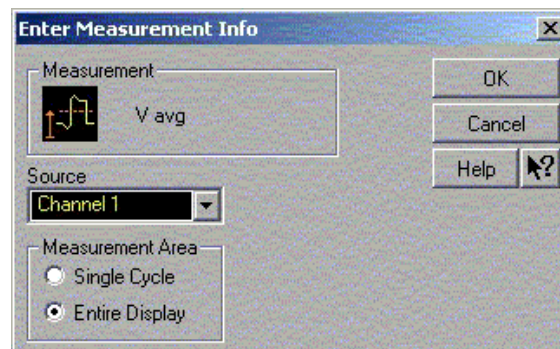 Enter Measurement Info
Measurement
V avg
OK
Cancel
Help
?
Source
Channel 1
Measurement Area
Single Cycle
Entire Display